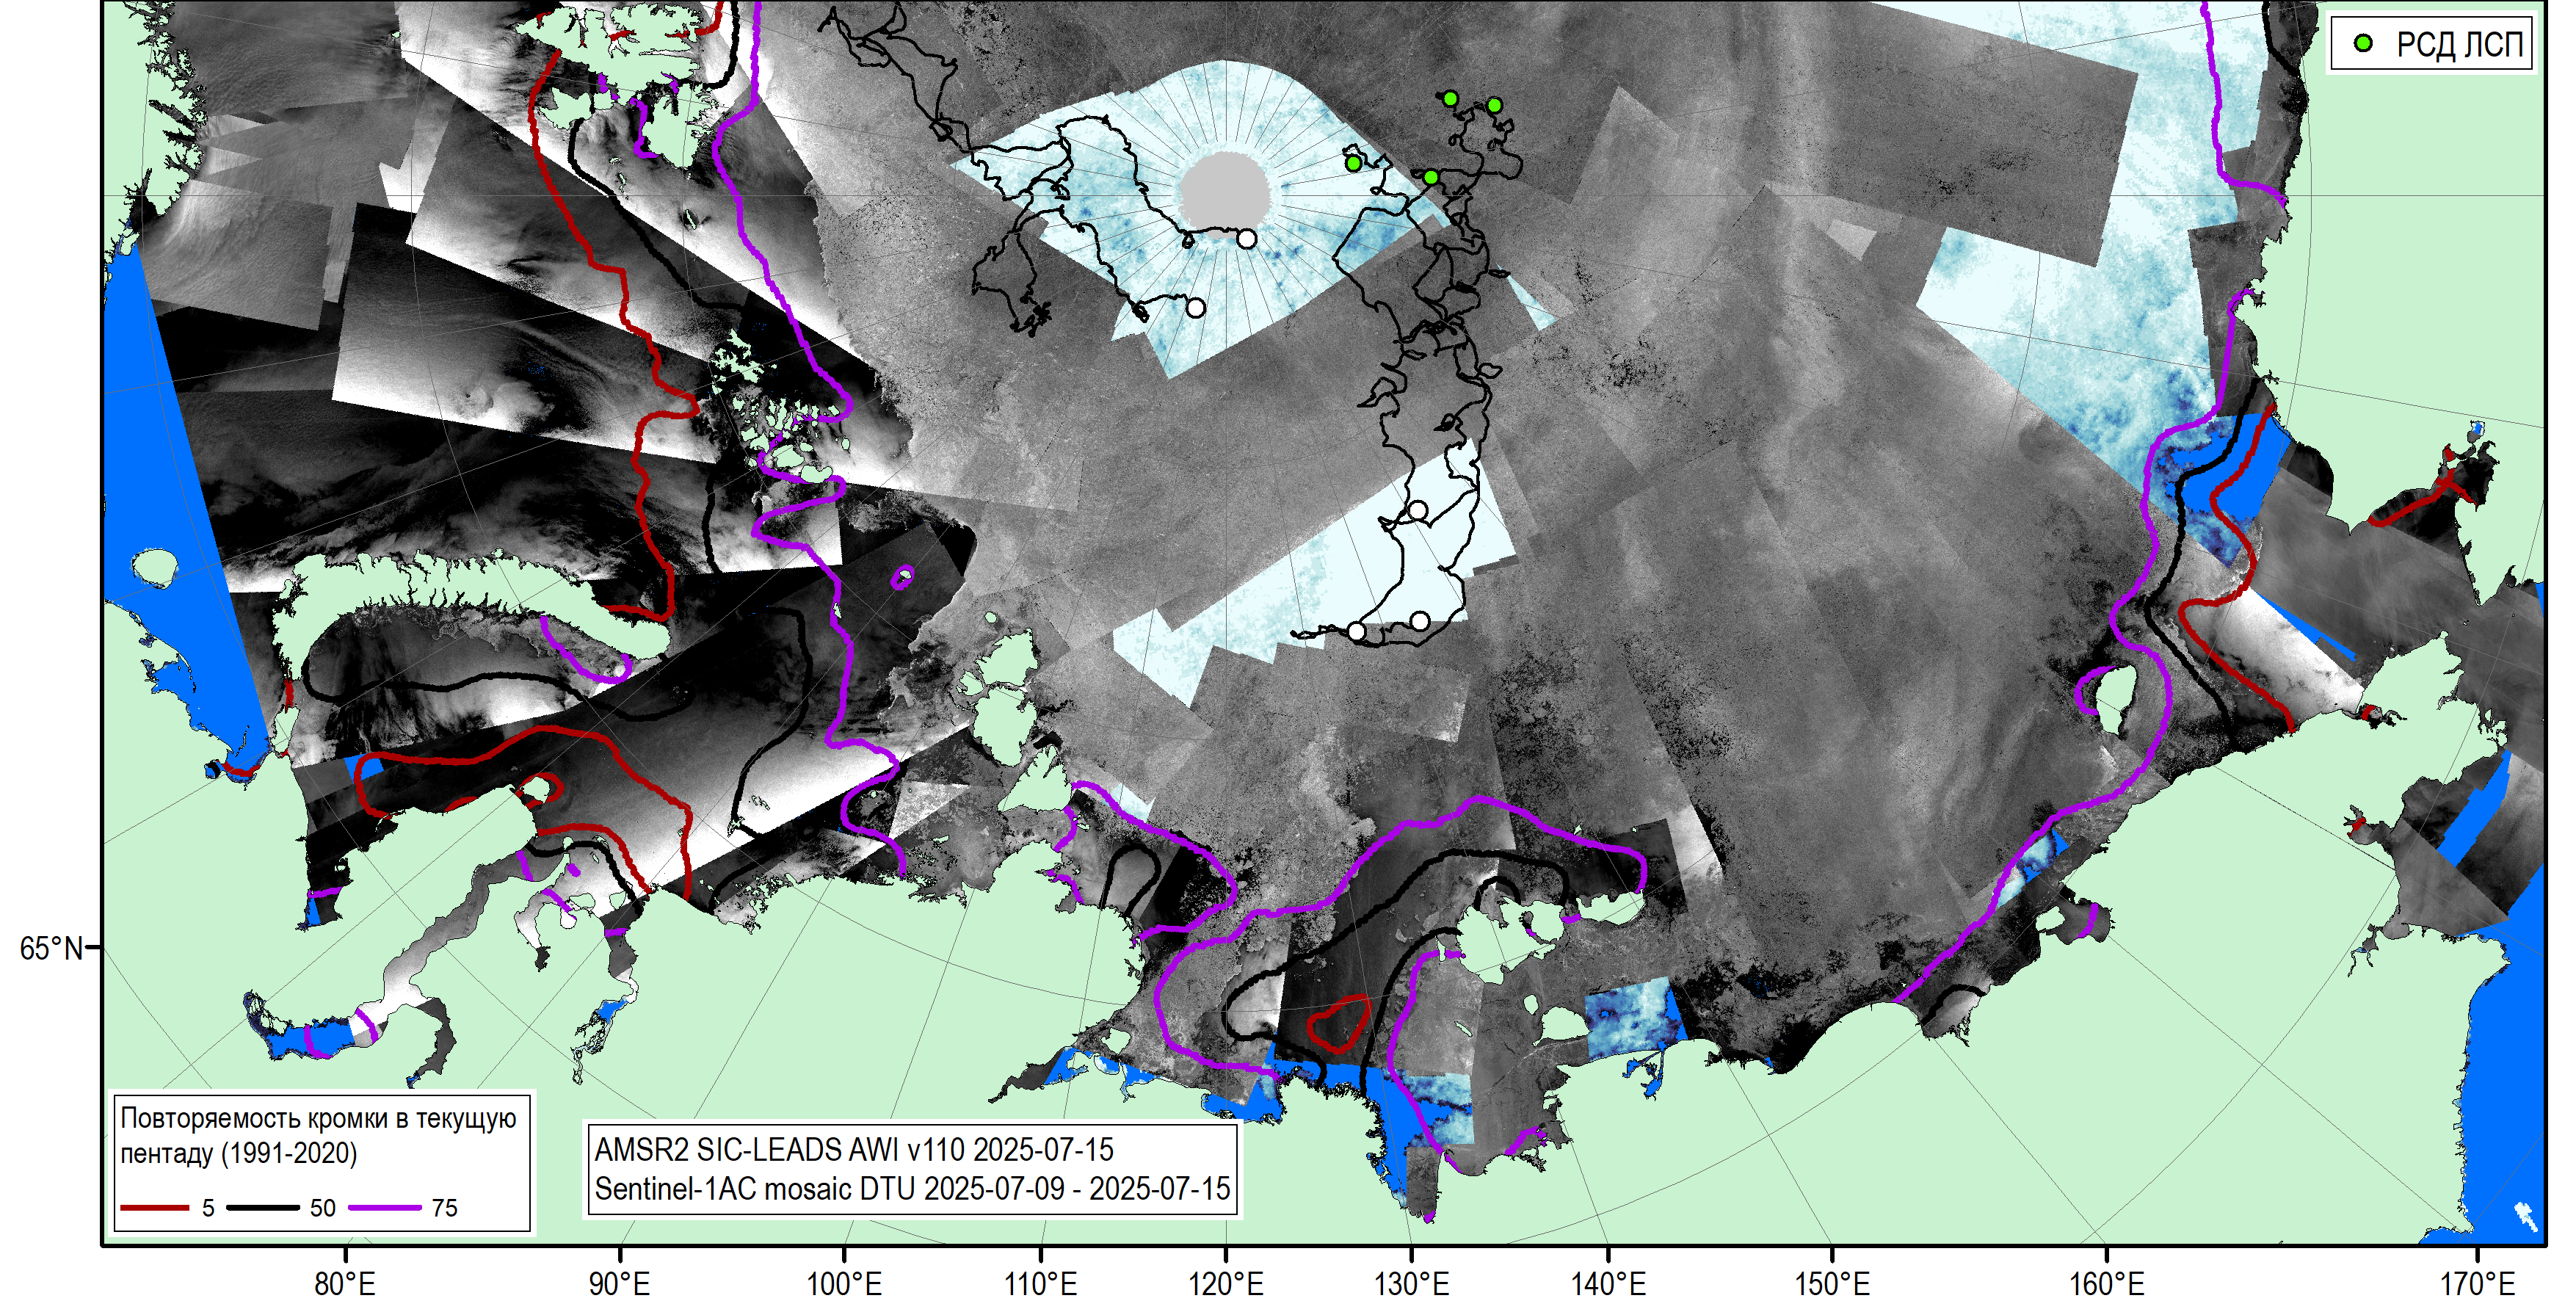 РСД ЛСП
65°N
Повторяемость кромки в текущую
пентаду (1991-2020)
5 50 75
AMSR2 SIC-LEADS AWI v110 2025-07-15
Sentinel-1AC mosaic DTU 2025-07-09 - 2025-07-15
80°E 90°E 100°E 110°E 120°E 130°E 140°E 150°E 160°E 170°E